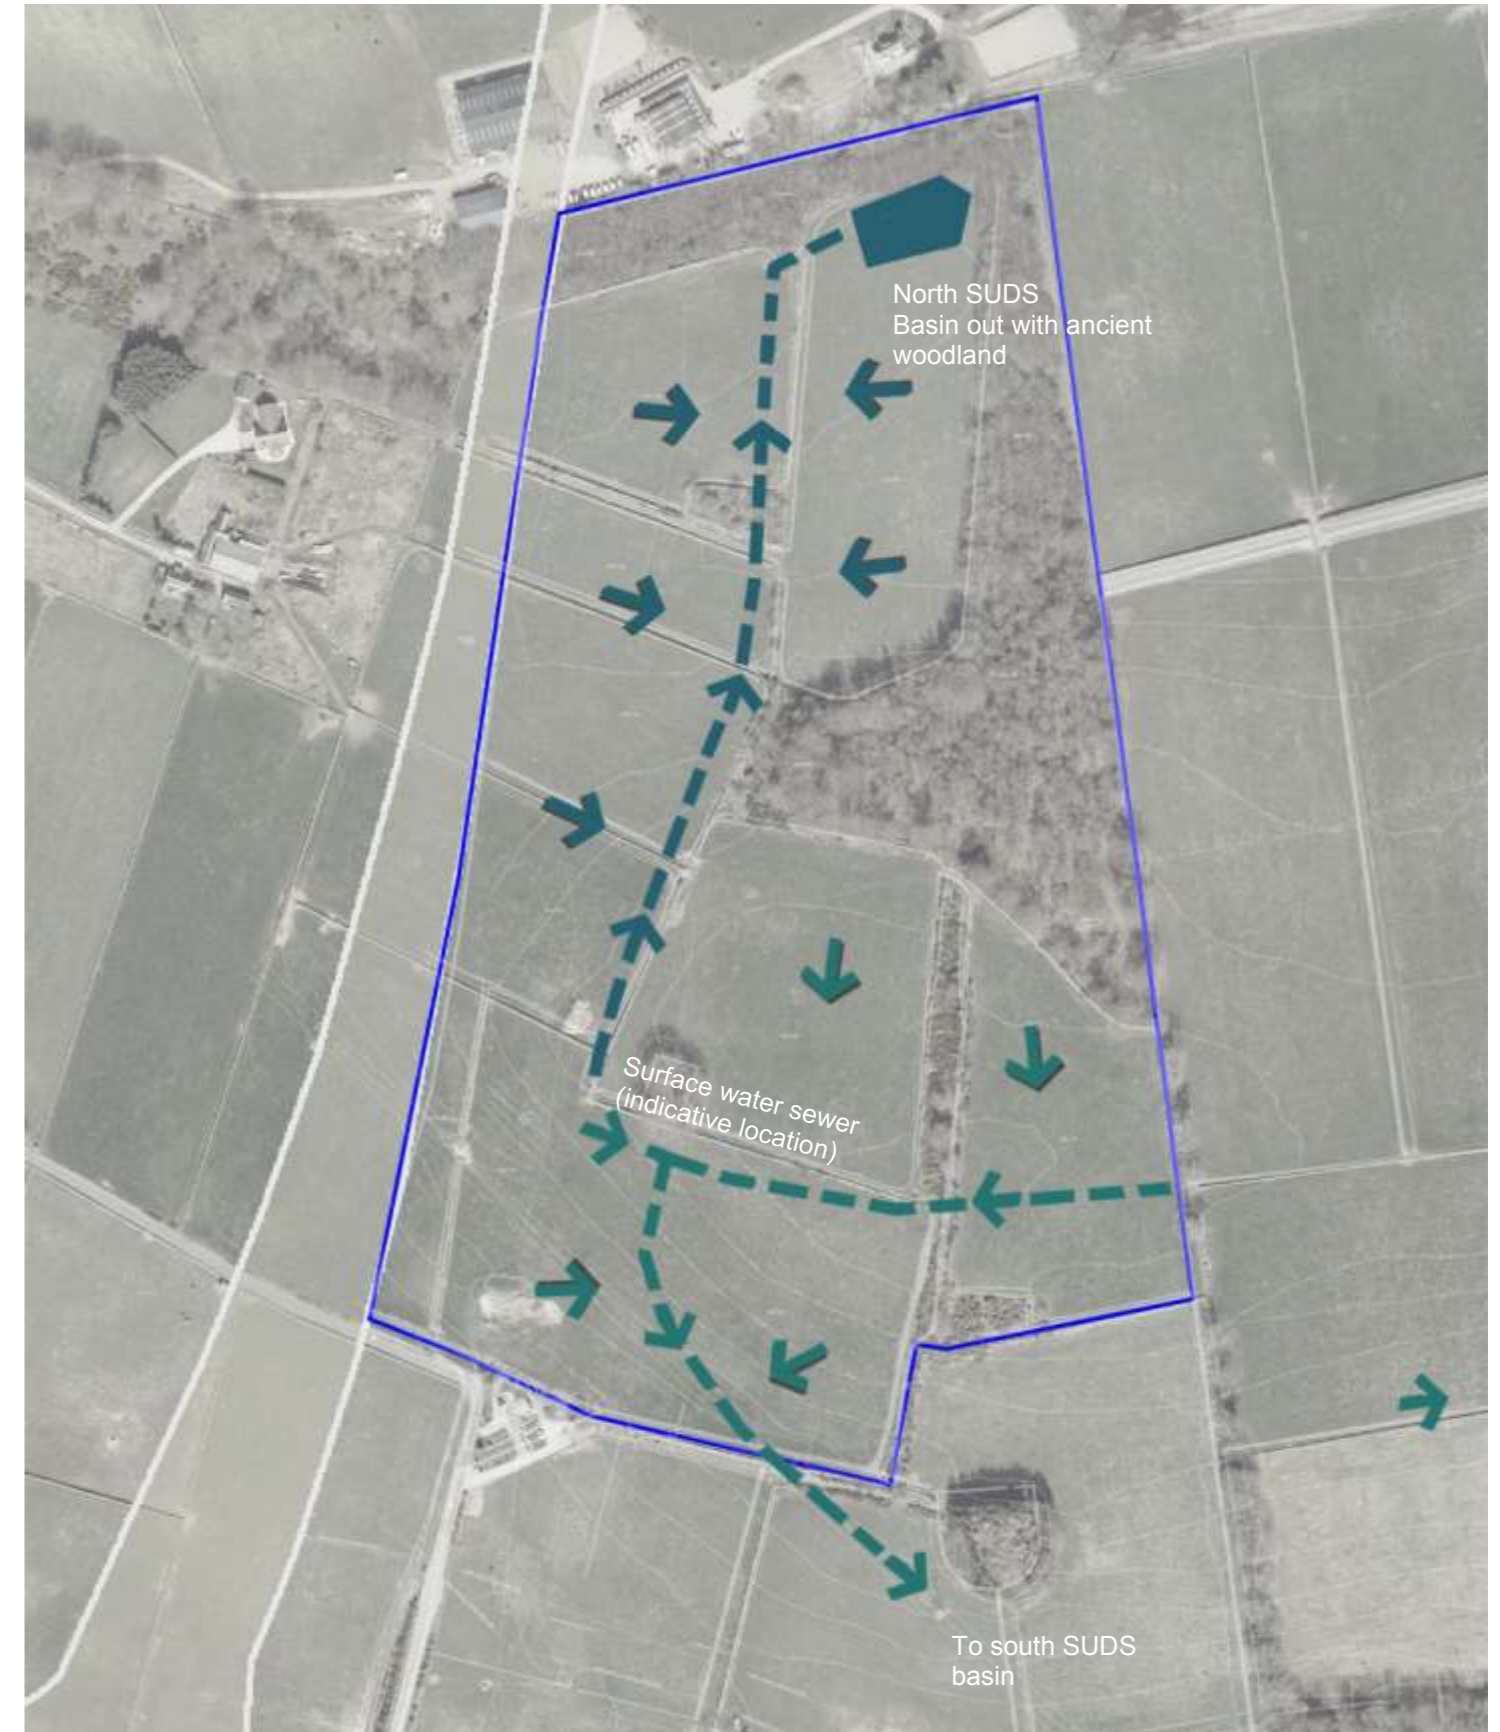 North SUDS
Basin out with ancient
woodland
Surface water sewer
(indicative location)
To south SUDS
basin